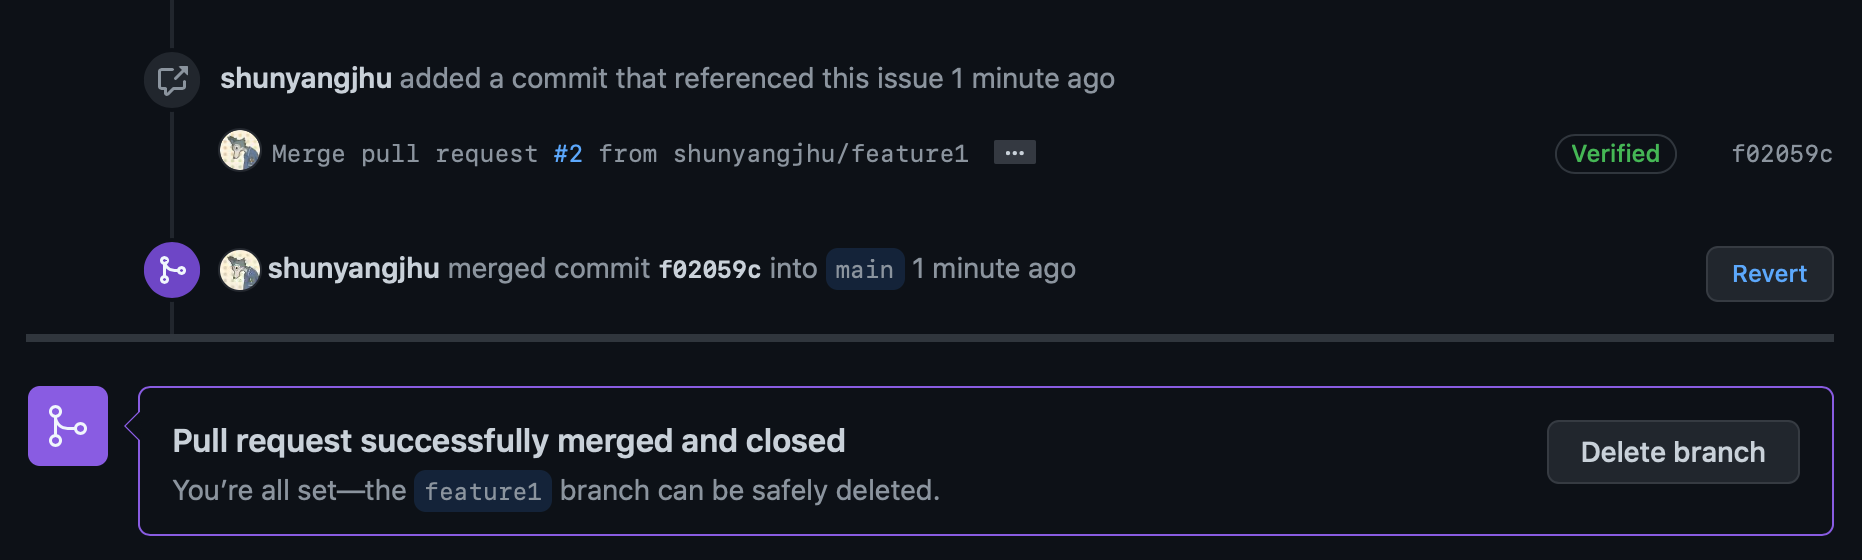 shunyangjhu added a commit that referenced this issue 1 minute ago
Merge pull request #2 from shunyangjhu/feature1 ... Verified f02059c
shunyangjhu merged commit f02059c into main 1 minute ago Revert
Pull request successfully merged and closed
You’re all set—the feature1 branch can be safely deleted.
Delete branch